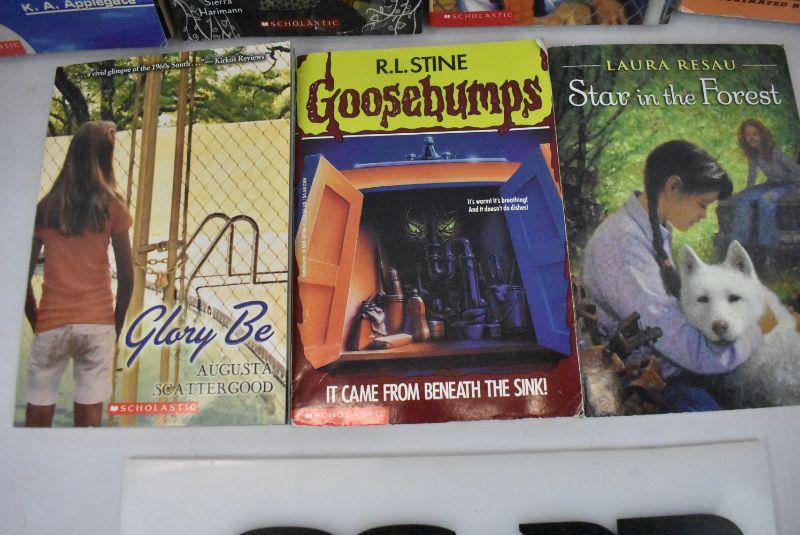 K. A. Applegate
Sierra
Harimann
SCHOLASTIC
SCHOLASTIC
ILLUSTRATED B
... a vivid glimpse of the 1960s South . . . — Kirkus Reviews
Glory Be
AUGUSTA
SCATTERGOOD
SCHOLASTIC
R.L. STINE
Goosebumps
It's warm! It's breathing!
And it doesn't do dishes!
IT CAME FROM BENEATH THE SINK!
SCHOLASTIC
LAURA RESAU
Star in the Forest